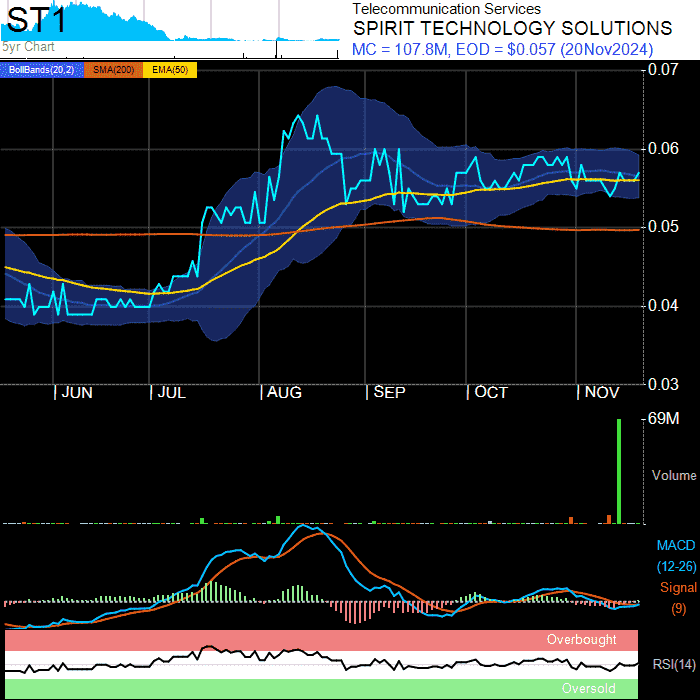 ST1
5yr Chart
Telecommunication Services
SPIRIT TECHNOLOGY SOLUTIONS
MC = 107.8M, EOD = $0.057 (20Nov2024)
BollBands(20,2) SMA(200) EMA(50)
0.07
0.06
0.05
0.04
0.03
JUN JUL AUG SEP OCT NOV
69M
Volume
MACD
(12-26)
Signal
(9)
Overbought
RSI(14)
Oversold